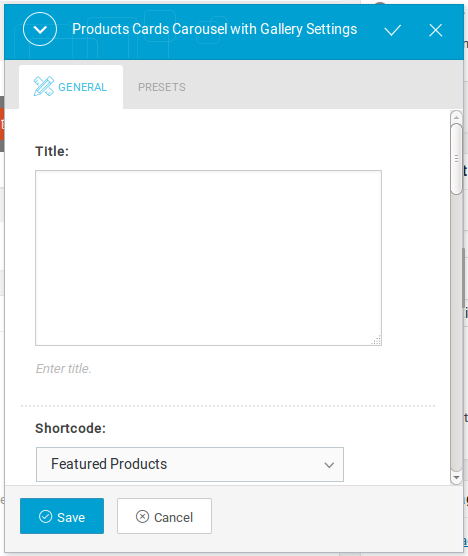 Products Cards Carousel with Gallery Settings
GENERAL
PRESETS
TItle:
Enter title.
Shortcode:
Featured Products
Save
Cancel